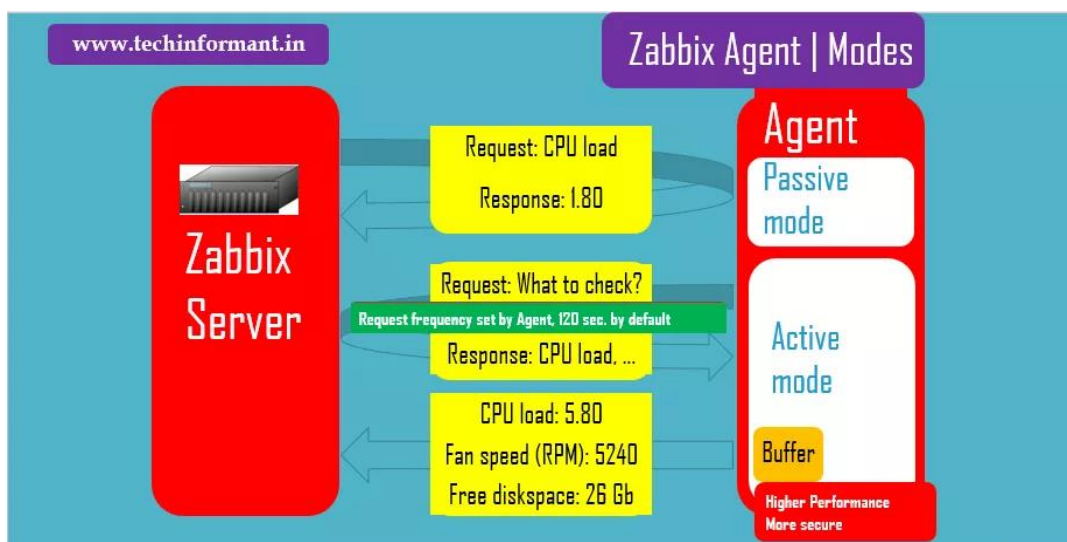 www.techinformant.in
Zabbix Agent | Modes
Zabbix
Server
Request: CPU load
Response: 1.80
Request: What to check?
Request frequency set by Agent, 120 sec. by default
Response: CPU load, ...
CPU load: 5.80
Fan speed (RPM): 5240
Free diskspace: 26 Gb
Agent
Passive
mode
Active
mode
Buffer
Higher Performance
More secure